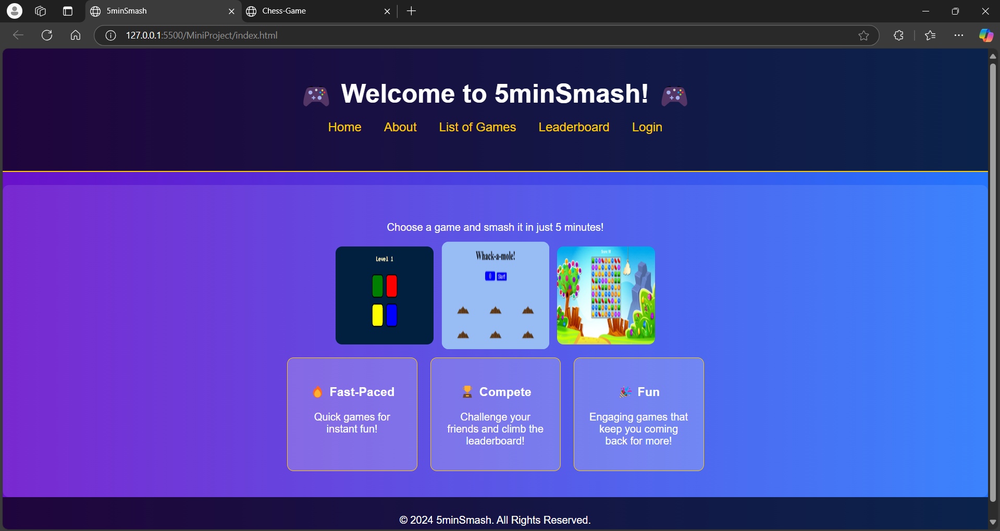 5minSmash
Chess-Game
127.0.0.1:5500/MiniProject/index.html
Welcome to 5minSmash!
Home About List of Games Leaderboard Login
Choose a game and smash it in just 5 minutes!
Level 1
Whack-a-mole!
0 Start!
Fast-Paced
Quick games for
instant fun!
Compete
Challenge your
friends and climb the
leaderboard!
Fun
Engaging games that
keep you coming
back for more!
© 2024 5minSmash. All Rights Reserved.